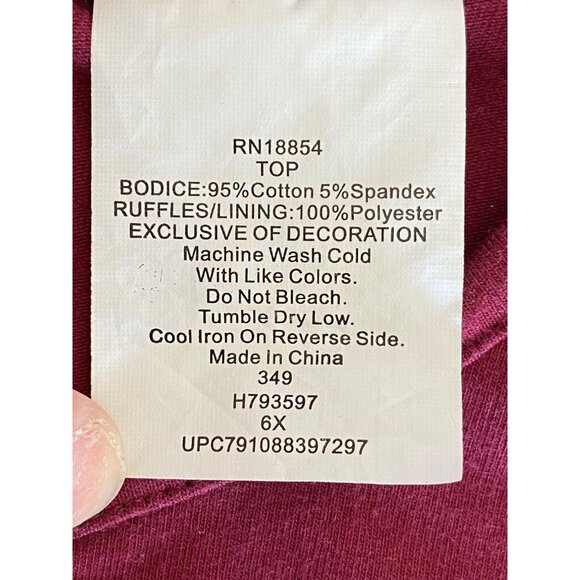 RN18854
TOP
BODICE:95%Cotton 5%Spandex
RUFFLES/LINING:100%Polyester
EXCLUSIVE OF DECORATION
Machine Wash Cold
With Like Colors.
Do Not Bleach.
Tumble Dry Low.
Cool Iron On Reverse Side.
Made In China
349
H793597
6X
UPC791088397297